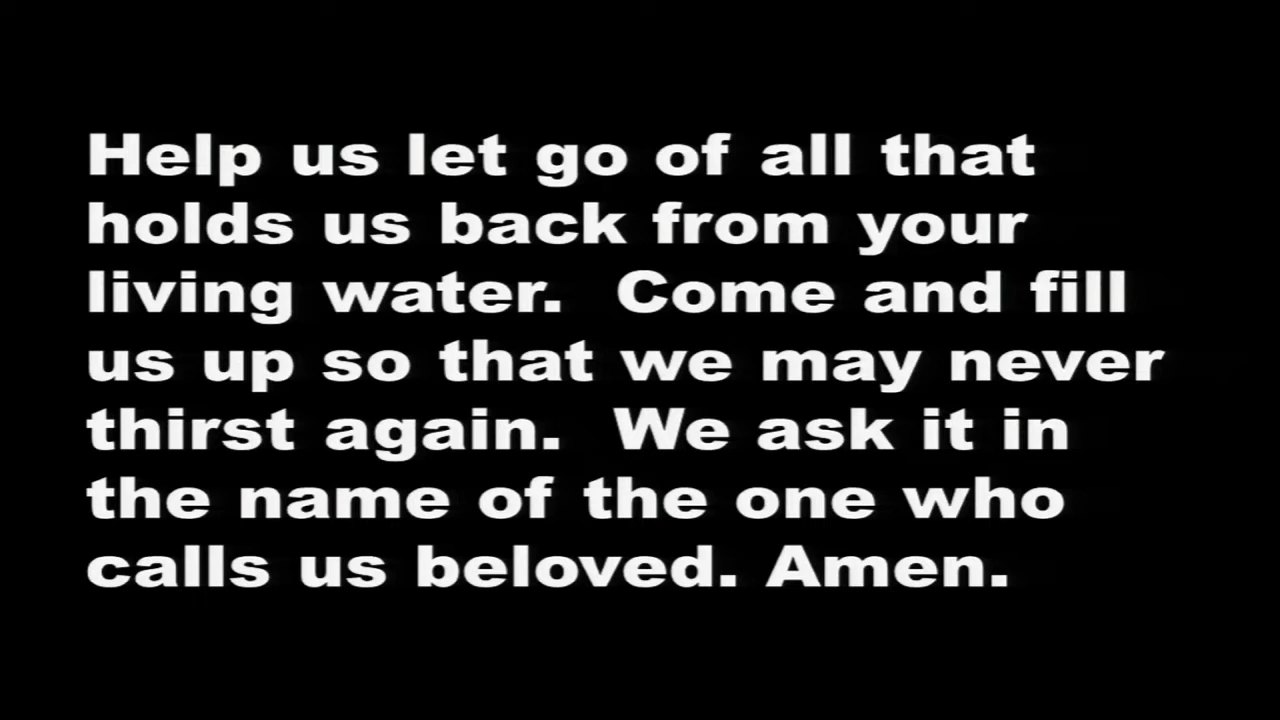 Help us let go of all that
holds us back from your
living water.  Come and fill
us up so that we may never
thirst again.  We ask it in
the name of the one who
calls us beloved. Amen.